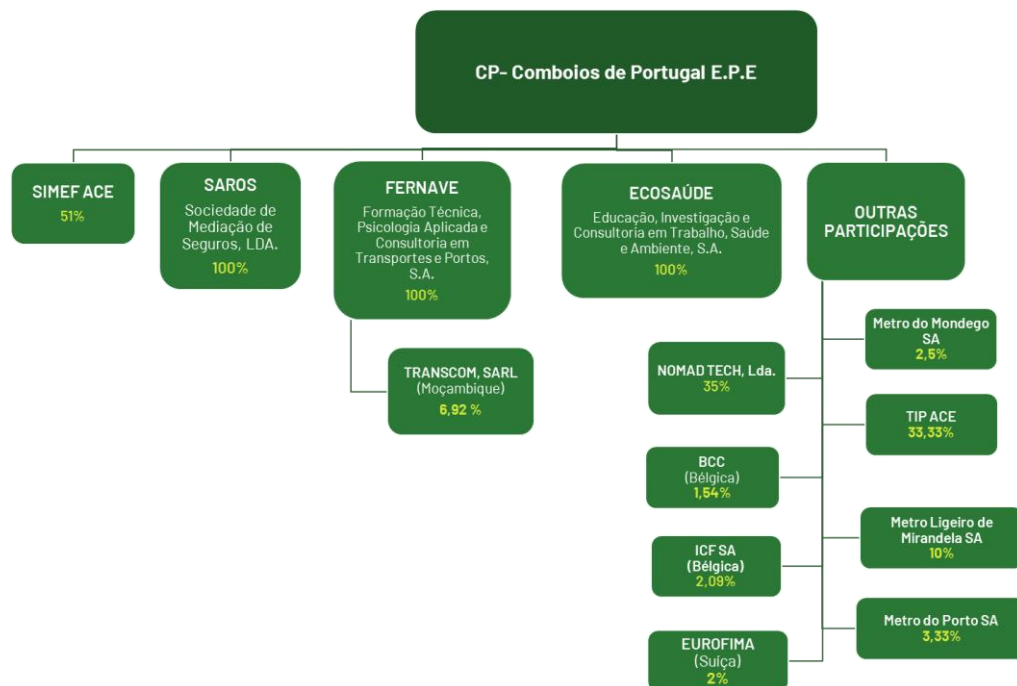 CP- Comboios de Portugal E.P.E
SIMEF ACE
51%
SAROS
Sociedade de
Mediação de
Seguros, LDA.
100%
FERNAVE
Formação Técnica,
Psicologia Aplicada e
Consultoria em
Transportes e Portos,
S.A.
100%
ECOSAÚDE
Educação, Investigação e
Consultoria em Trabalho, Saúde
e Ambiente, S.A.
100%
OUTRAS
PARTICIPAÇÕES
TRANSCOM, SARL
(Moçambique)
6,92 %
NOMAD TECH, Lda.
35%
BCC
(Bélgica)
1,54%
ICF SA
(Bélgica)
2,09%
EUROFIMA
(Suíça)
2%
Metro do Mondego
SA
2,5%
TIP ACE
33,33%
Metro Ligeiro de
Mirandela SA
10%
Metro do Porto SA
3,33%